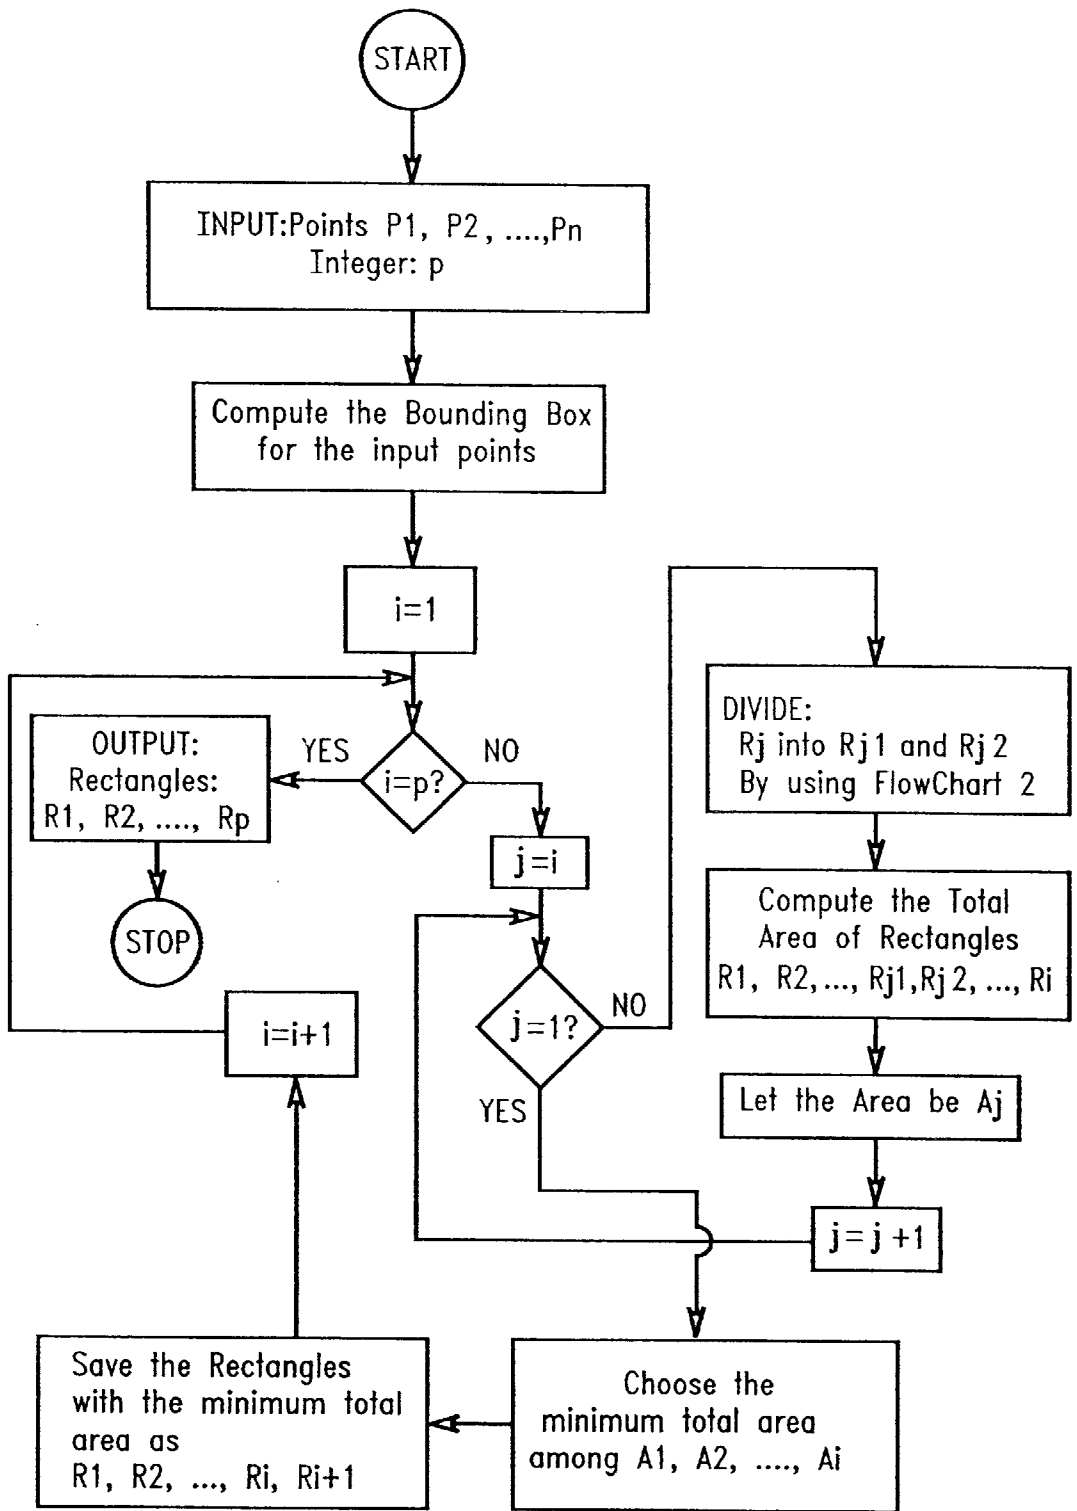 START
INPUT:Points P1, P2, ....,Pn
Integer: p
Compute the Bounding Box
for the input points
i=1
i=p?
YES
NO
OUTPUT:
Rectangles:
R1, R2, ...., Rp
STOP
j=i
j=1?
NO
YES
DIVIDE:
Rj into Rj1 and Rj2
By using FlowChart 2
Compute the Total
Area of Rectangles
R1, R2,..., Rj1,Rj2, ..., Ri
Let the Area be Aj
j=j+1
Choose the
minimum total area
among A1, A2, ...., Ai
Save the Rectangles
with the minimum total
area as
R1, R2, ..., Ri, Ri+1
i=i+1